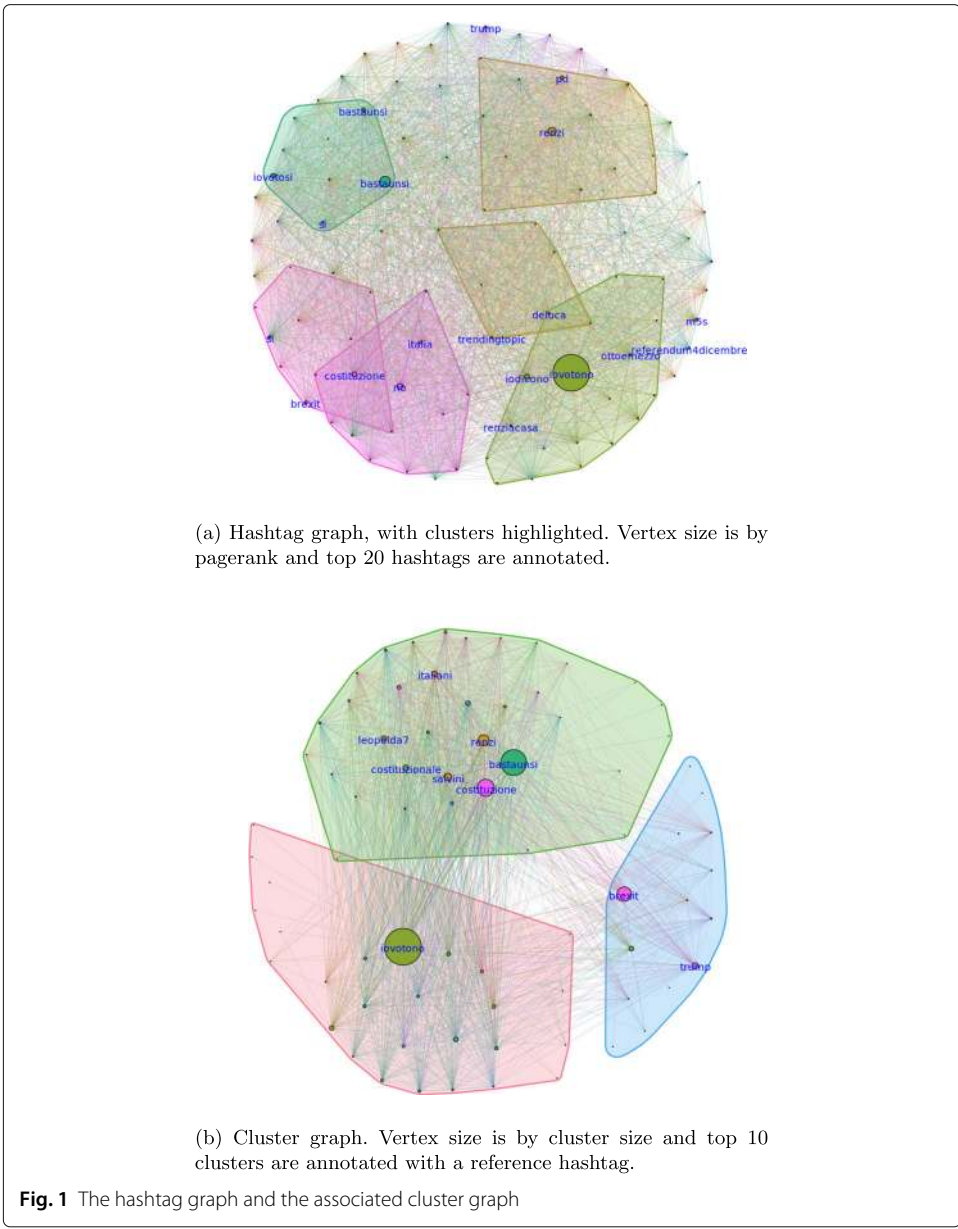 trump
pd
bastaunsi
renzi
iovotosi
bastaunsi
si
deluca
m5s
si
italia
trendingtopic
referendum4dicembre
ottoemezzo
costituzione
iodicono
iovotono
no
brexit
renziacasa
(a) Hashtag graph, with clusters highlighted. Vertex size is by
pagerank and top 20 hashtags are annotated.
italiani
leopolda7
renzi
bastaunsi
costituzionale
salvini
costituzione
brexit
iovotono
trump
(b) Cluster graph. Vertex size is by cluster size and top 10
clusters are annotated with a reference hashtag.
Fig. 1 The hashtag graph and the associated cluster graph